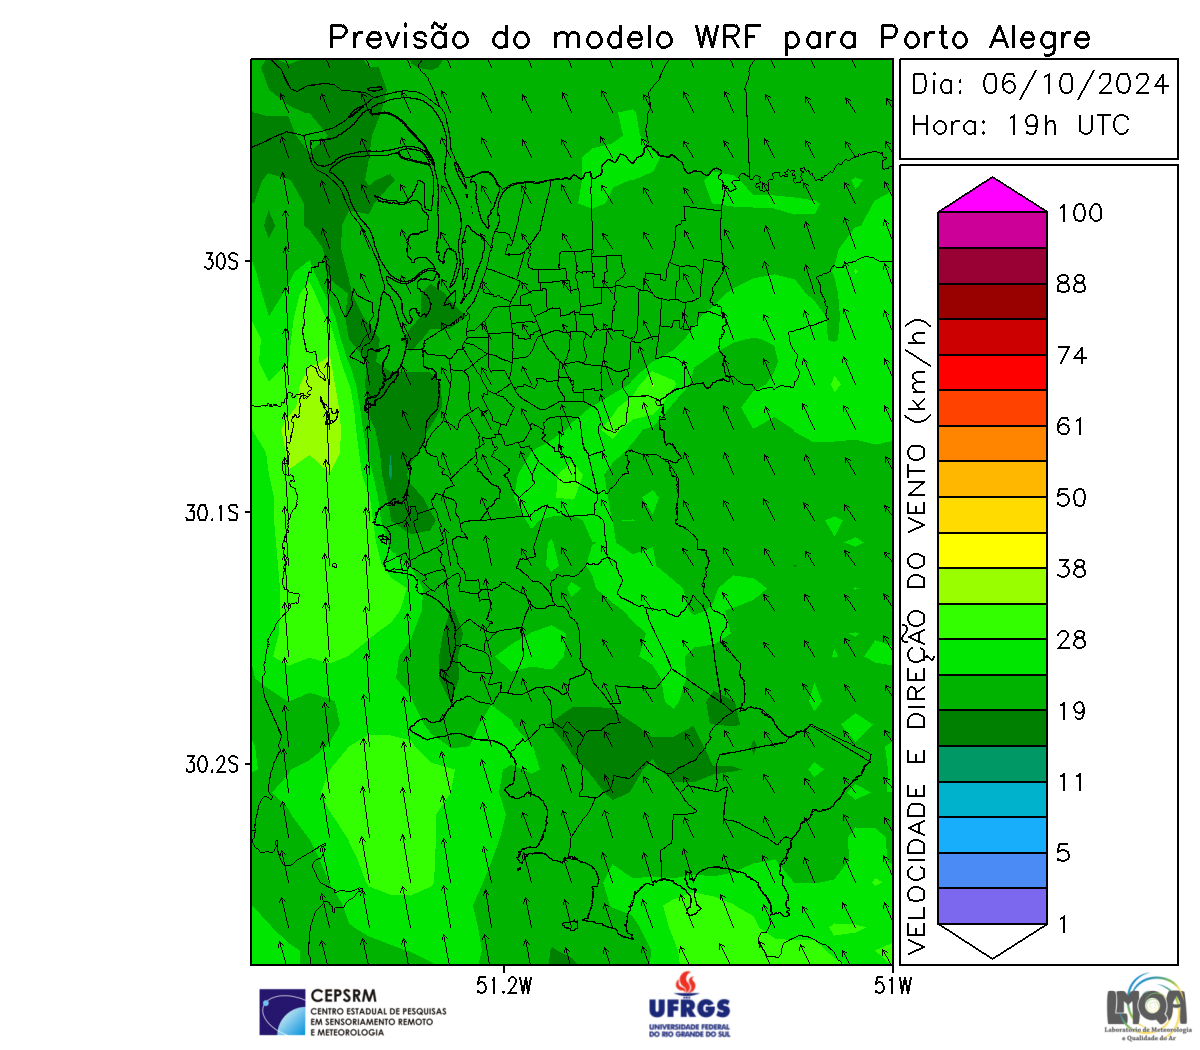 Previsão do modelo WRF para Porto Alegre
Dia: 06/10/2024
Hora: 19h UTC
100
88
74
61
50
38
28
19
11
5
1
VELOCIDADE E DIREÇÃO DO VENTO (km/h)
30S
30.1S
30.2S
51.2W
51W
CEPSRM
CENTRO ESTADUAL DE PESQUISAS
EM SENSORIAMENTO REMOTO
E METEOROLOGIA
UFRGS
UNIVERSIDADE FEDERAL
DO RIO GRANDE DO SUL
LMQA
Laboratório de Meteorologia
e Qualidade do Ar